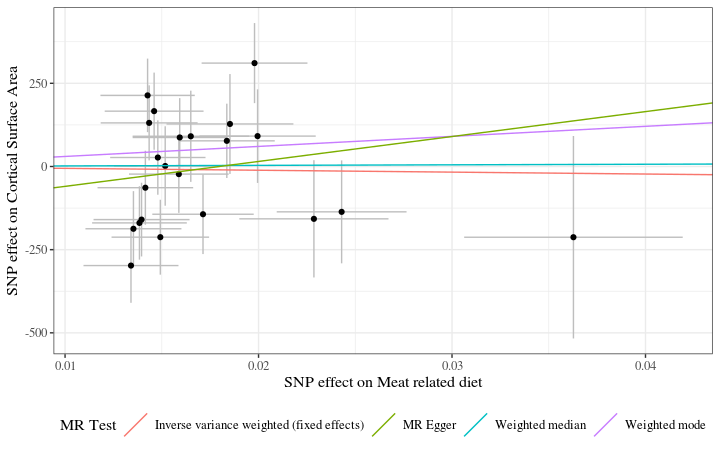 SNP effect on Cortical Surface Area
250
0
-250
-500
0.01 0.02 0.03 0.04
SNP effect on Meat related diet
MR Test Inverse variance weighted (fixed effects) MR Egger Weighted median Weighted mode